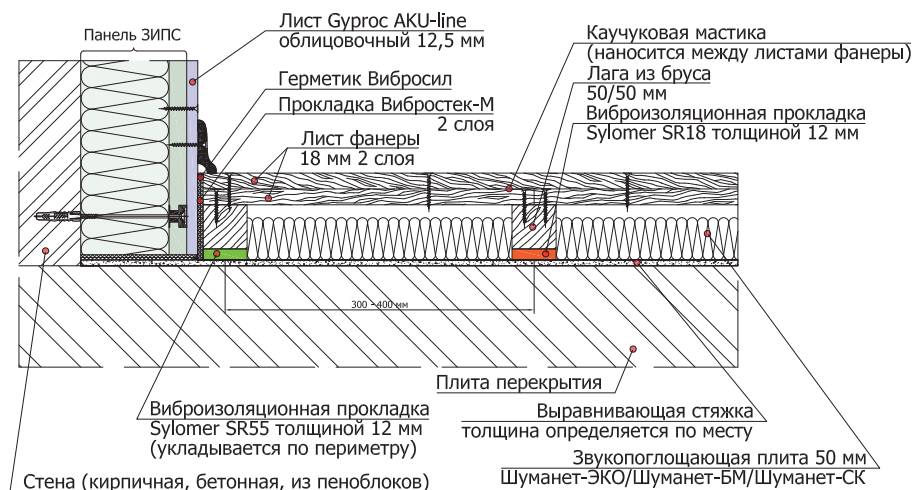 Панель ЗИПС
Лист Gyproc AKU-line
облицовочный 12,5 мм
Герметик Вибросил
Прокладка Вибростек-М
2 слоя
Лист фанеры
18 мм 2 слоя
Каучуковая мастика
(наносится между листами фанеры)
Лага из бруса
50/50 мм
Виброизоляционная прокладка
Sylomer SR18 толщиной 12 мм
300 - 400 мм
Плита перекрытия
Виброизоляционная прокладка
Sylomer SR55 толщиной 12 мм
(укладывается по периметру)
Выравнивающая стяжка
толщина определяется по месту
Звукопоглощающая плита 50 мм
Шуманет-ЭКО/Шуманет-БМ/Шуманет-СК
Стена (кирпичная, бетонная, из пеноблоков)